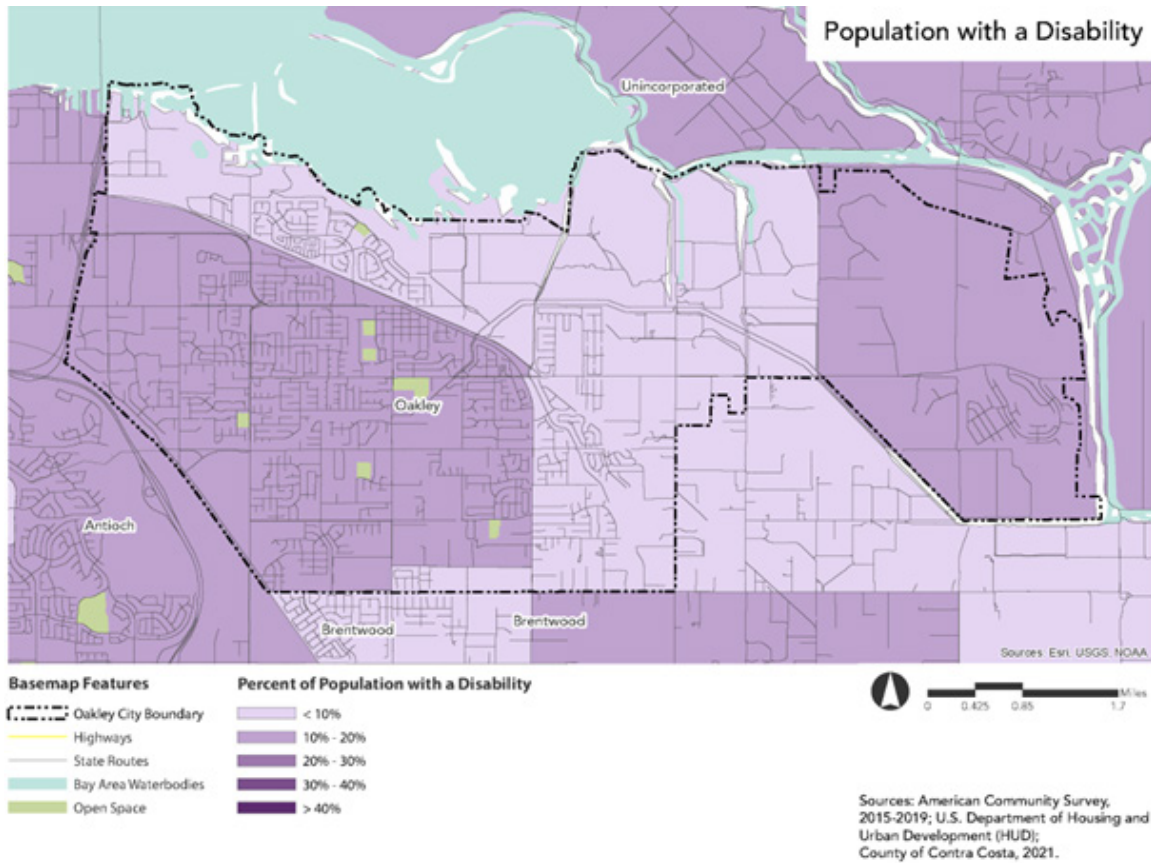 Population with a Disability
Unincorporated
Oakley
Antioch
Brentwood
Brentwood
Sources: Esri, USGS, NOAA
Basemap Features
Oakley City Boundary
Highways
State Routes
Bay Area Waterbodies
Open Space
Percent of Population with a Disability
< 10%
10% - 20%
20% - 30%
30% - 40%
> 40%
Miles
0 0.425 0.85 1.7
Sources: American Community Survey,
2015-2019; U.S. Department of Housing and
Urban Development (HUD);
County of Contra Costa, 2021.